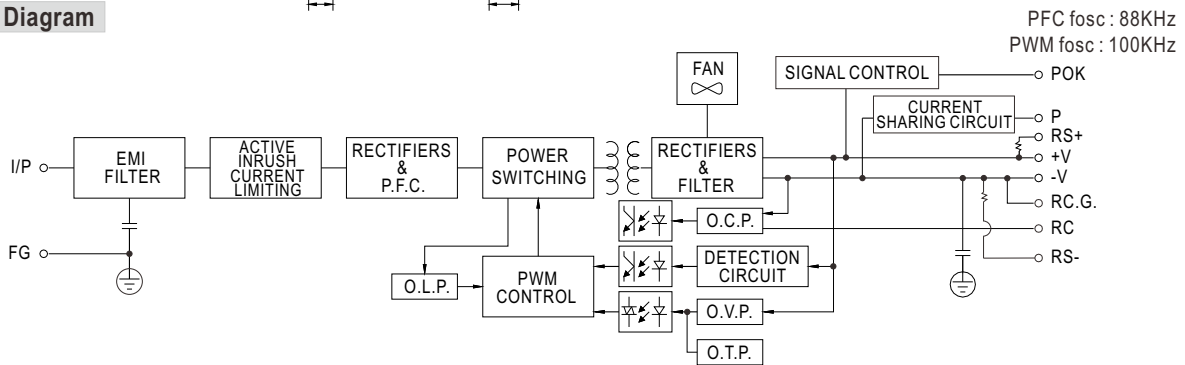 Diagram
PFC fosc : 88KHz
PWM fosc : 100KHz
FAN
SIGNAL CONTROL
POK
CURRENT
SHARING CIRCUIT
P
RS+
I/P
EMI
FILTER
ACTIVE
INRUSH
CURRENT
LIMITING
RECTIFIERS
&
P.F.C.
POWER
SWITCHING
RECTIFIERS
&
FILTER
+V
-V
RC.G.
O.C.P.
RC
FG
RS-
O.L.P.
PWM
CONTROL
DETECTION
CIRCUIT
O.V.P.
O.T.P.